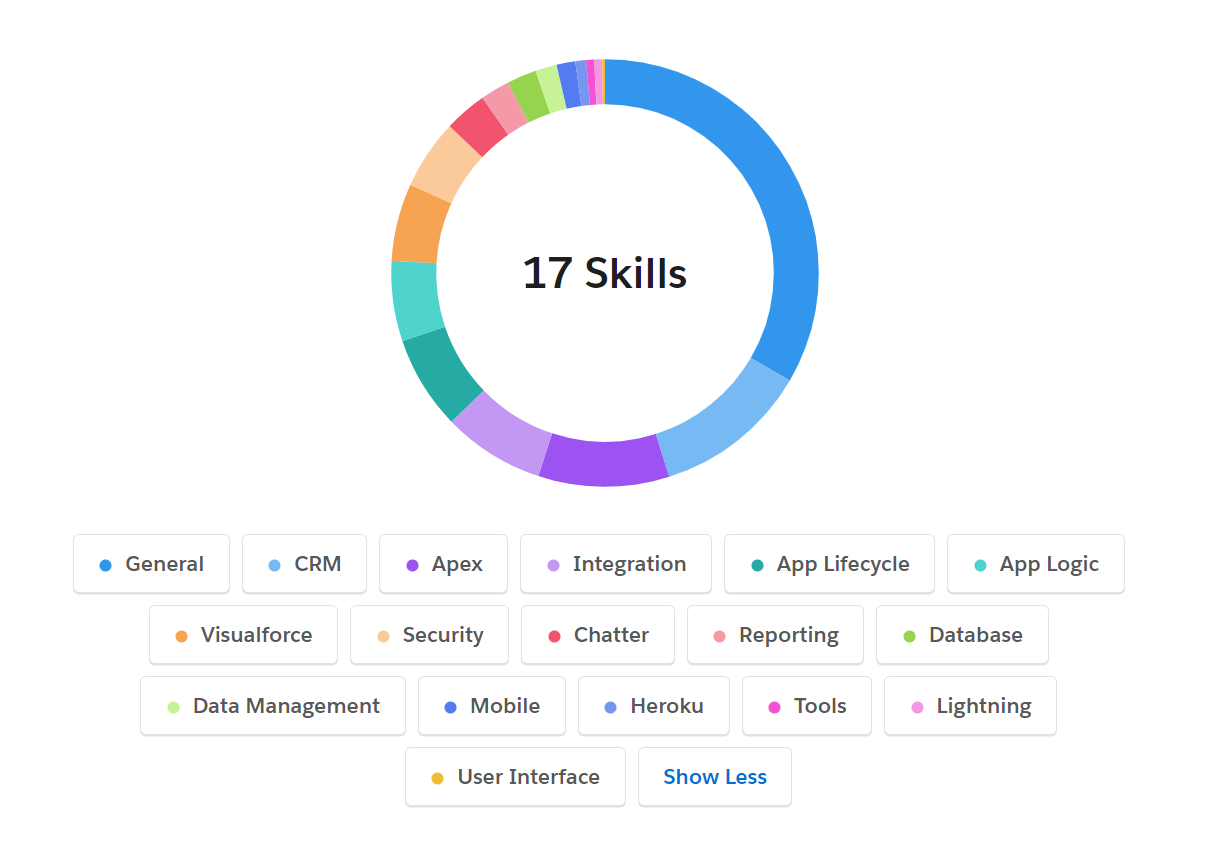 17 Skills
General CRM Apex Integration App Lifecycle App Logic
Visualforce Security Chatter Reporting Database
Data Management Mobile Heroku Tools Lightning
User Interface Show Less